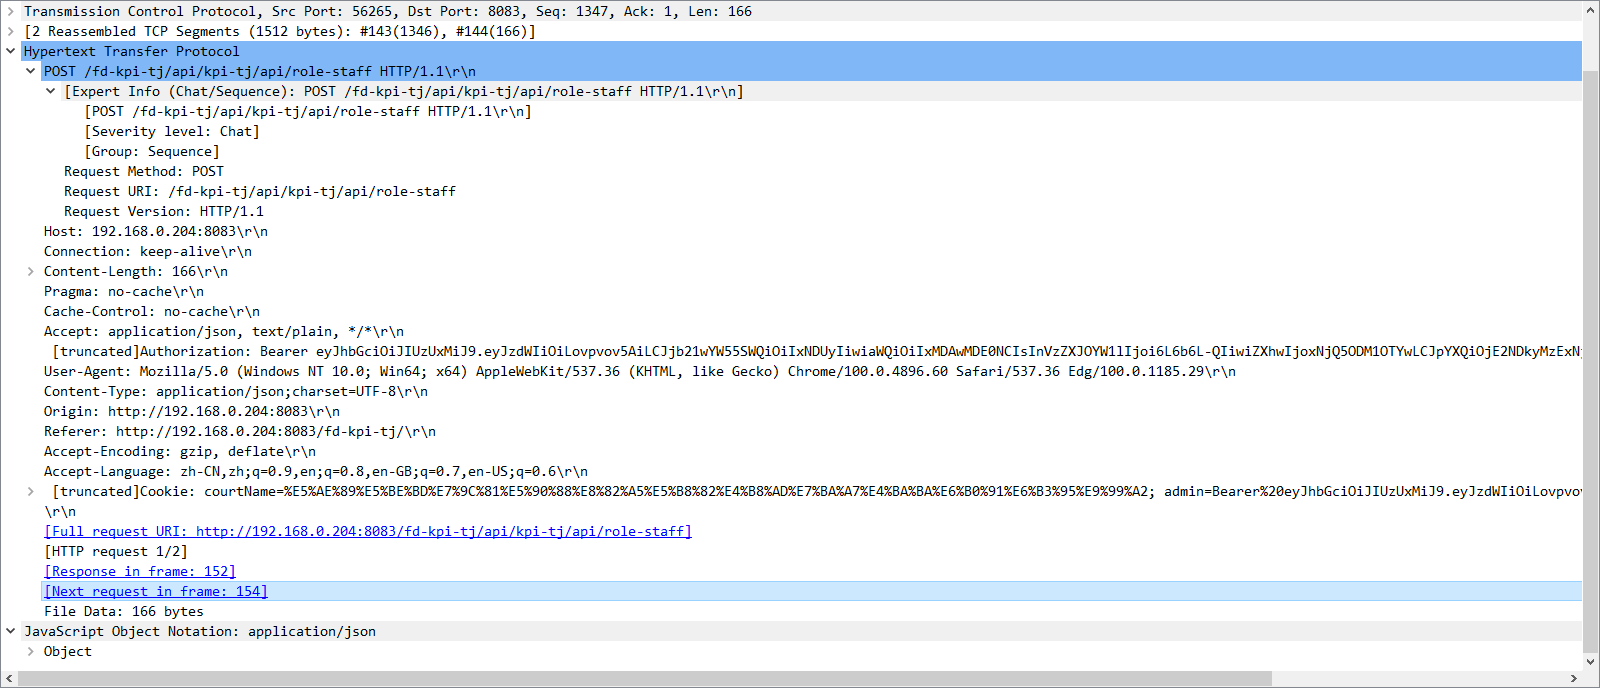 Transmission Control Protocol, Src Port: 56265, Dst Port: 8083, Seq: 1347, Ack: 1, Len: 166
[2 Reassembled TCP Segments (1512 bytes): #143(1346), #144(166)]
Hypertext Transfer Protocol
POST /fd-kpi-tj/api/kpi-tj/api/role-staff HTTP/1.1\r\n
[Expert Info (Chat/Sequence): POST /fd-kpi-tj/api/kpi-tj/api/role-staff HTTP/1.1\r\n]
[POST /fd-kpi-tj/api/kpi-tj/api/role-staff HTTP/1.1\r\n]
[Severity level: Chat]
[Group: Sequence]
Request Method: POST
Request URI: /fd-kpi-tj/api/kpi-tj/api/role-staff
Request Version: HTTP/1.1
Host: 192.168.0.204:8083\r\n
Connection: keep-alive\r\n
Content-Length: 166\r\n
Pragma: no-cache\r\n
Cache-Control: no-cache\r\n
Accept: application/json, text/plain, */*\r\n
[truncated]Authorization: Bearer eyJhbGciOiJIUzUxMiJ9.eyJzdWIiOiLovpvov5AiLCJjb21wYW55SWQiOiIxNDUyIiwiaWQiOiIxMDAwMDE0NCIsInVzZXJOYW1lIjoi6L6b6L-QIiwiZXhwIjoxNjQ5ODM1OTYwLCJpYXQiOjE2NDkyMzExN
User-Agent: Mozilla/5.0 (Windows NT 10.0; Win64; x64) AppleWebKit/537.36 (KHTML, like Gecko) Chrome/100.0.4896.60 Safari/537.36 Edg/100.0.1185.29\r\n
Content-Type: application/json;charset=UTF-8\r\n
Origin: http://192.168.0.204:8083\r\n
Referer: http://192.168.0.204:8083/fd-kpi-tj/\r\n
Accept-Encoding: gzip, deflate\r\n
Accept-Language: zh-CN,zh;q=0.9,en;q=0.8,en-GB;q=0.7,en-US;q=0.6\r\n
[truncated]Cookie: courtName=%E5%AE%89%E5%BE%BD%E7%9C%81%E5%90%88%E8%82%A5%E5%B8%82%E4%B8%AD%E7%BA%A7%E4%BA%BA%E6%B0%91%E6%B3%95%E9%99%A2; admin=Bearer%20eyJhbGciOiJIUzUxMiJ9.eyJzdWIiOiLovpvov
\r\n
[Full request URI: http://192.168.0.204:8083/fd-kpi-tj/api/kpi-tj/api/role-staff]
[HTTP request 1/2]
[Response in frame: 152]
[Next request in frame: 154]
File Data: 166 bytes
JavaScript Object Notation: application/json
Object